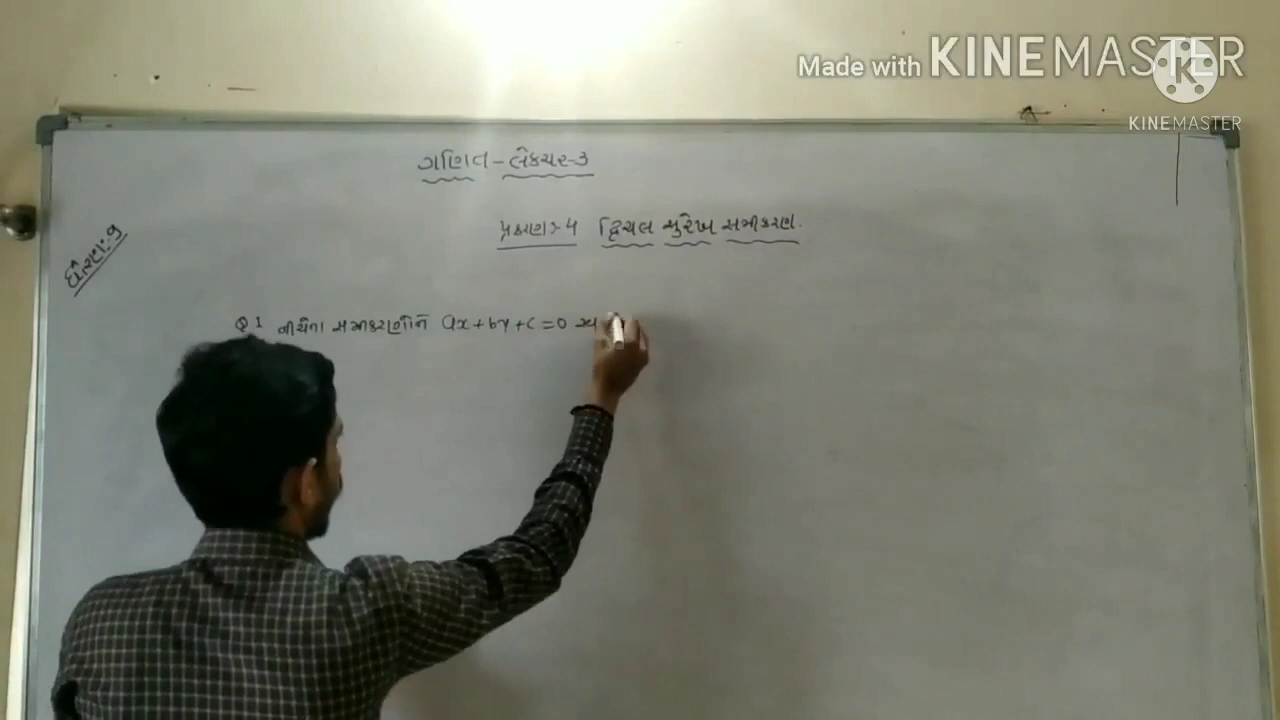 Made with KINEMASTER
KINEMASTER
ગણિત - લેકચર-૩
પ્રકરણ:- ૫ દ્વિચલ સુરેખ સમીકરણ.
ધોરણ:-૯
Q 1 નીચેના સમીકરણોને ax+by+c=0